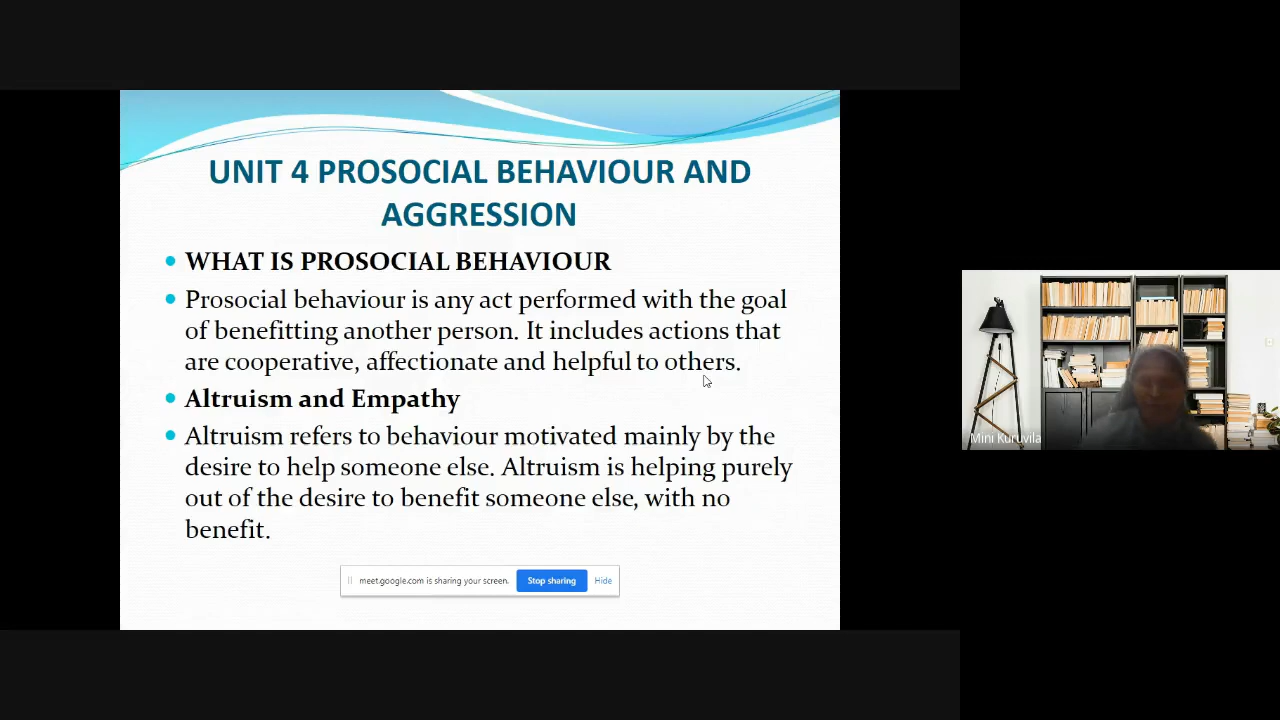 UNIT 4 PROSOCIAL BEHAVIOUR AND
AGGRESSION
WHAT IS PROSOCIAL BEHAVIOUR
Prosocial behaviour is any act performed with the goal
of benefitting another person. It includes actions that
are cooperative, affectionate and helpful to others.
Altruism and Empathy
Altruism refers to behaviour motivated mainly by the
desire to help someone else. Altruism is helping purely
out of the desire to benefit someone else, with no
benefit.
meet.google.com is sharing your screen. Stop sharing Hide
Mini Kuruvila